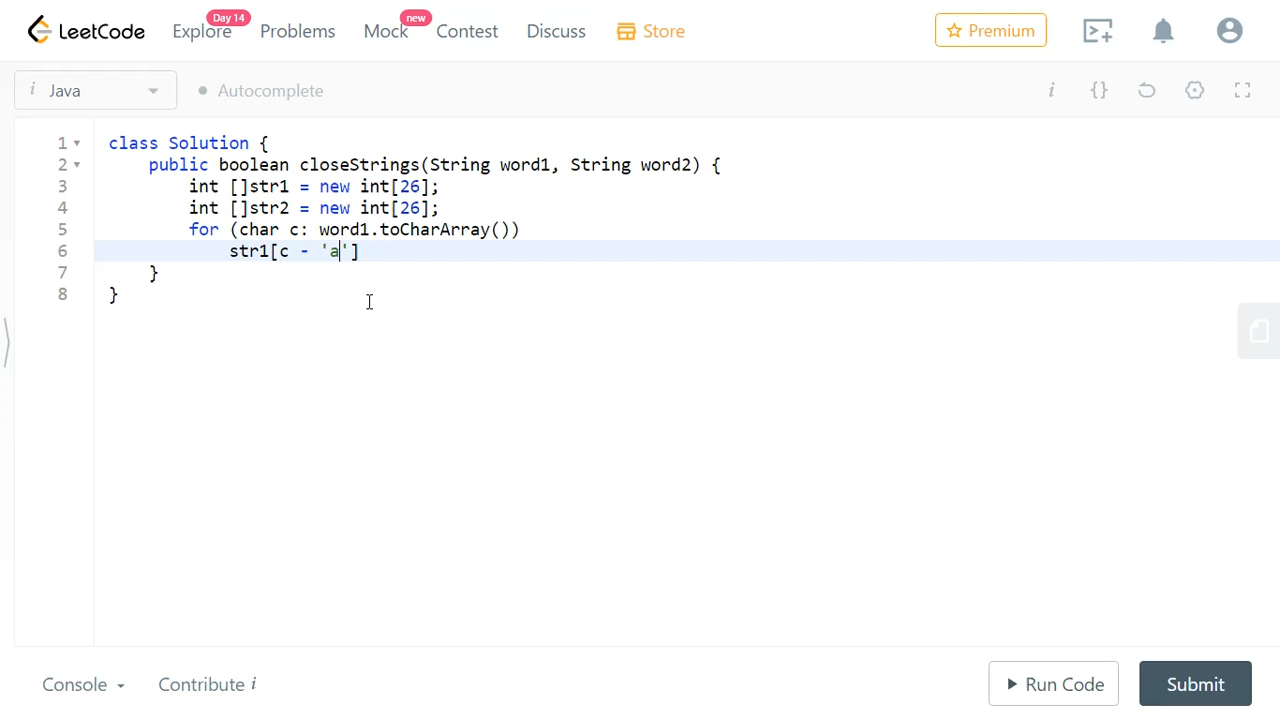 LeetCode Explore Day 14 Problems Mock new Contest Discuss Store Premium
i Java Autocomplete i {}
1 class Solution {
2 public boolean closeStrings(String word1, String word2) {
3 int []str1 = new int[26];
4 int []str2 = new int[26];
5 for (char c: word1.toCharArray())
6 str1[c - 'a']
7 }
8 }
Console Contribute i Run Code Submit